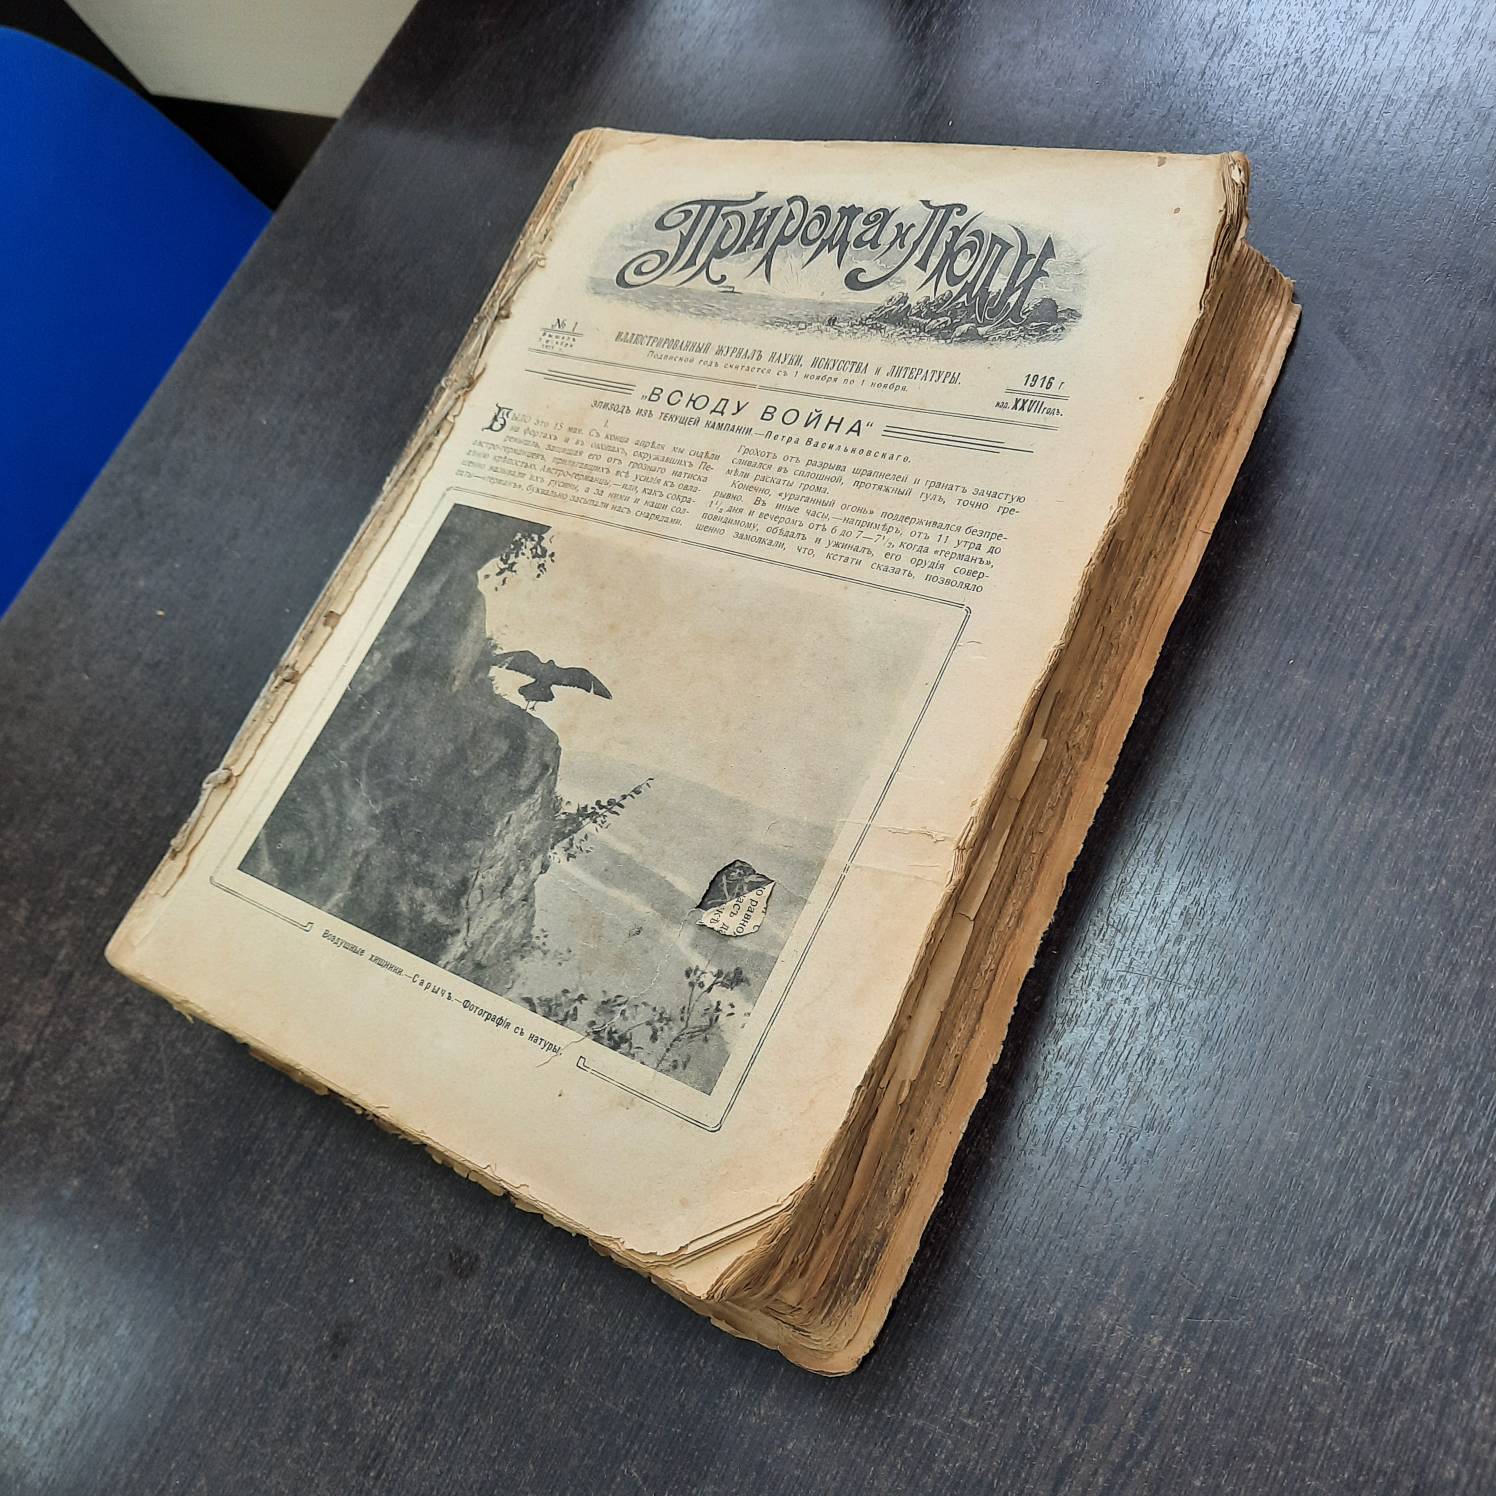 Природа и Люди
№ 1
1916 г
ИЛЛЮСТРИРОВАННЫЙ ЖУРНАЛЪ НАУКИ, ИСКУССТВА и ЛИТЕРАТУРЫ.
Подписной годъ считается съ 1 ноября по 1 ноября.
изд. XXVII годъ.
„ВСЮДУ ВОЙНА“
ЭПИЗОДЪ ИЗЪ ТЕКУЩЕЙ КАМПАНІИ.—Петра Васильковскаго.
I.
Было это 15 мая. Съ конца апрѣля мы сидѣли
на фортахъ и въ окопахъ, окружавшихъ Пе-
ремышль, защищая его отъ грознаго натиска
австро-германцевъ, прилагавшихъ всѣ усилія къ овла-
дѣнію крѣпостью. Австро-германцы,—или, какъ сокра-
щенно называли ихъ русины, а за ними и наши сол-
даты—«германъ», буквально засыпали насъ снарядами.
Грохотъ отъ разрыва шрапнелей и гранатъ зачастую
сливался въ сплошной, протяжный гулъ, точно гре-
мѣли раскаты грома.
Конечно, «ураганный огонь» поддерживался безпре-
рывно. Въ иные часы,—напримѣръ, отъ 11 утра до
1½ дня и вечеромъ отъ 6 до 7—7½, когда «германъ»,
повидимому, обѣдалъ и ужиналъ, его орудія совер-
шенно замолкали, что, кстати сказать, позволяло
ю равно,
Воздушные хищники.—Сарычъ.—Фотографія съ натуры.